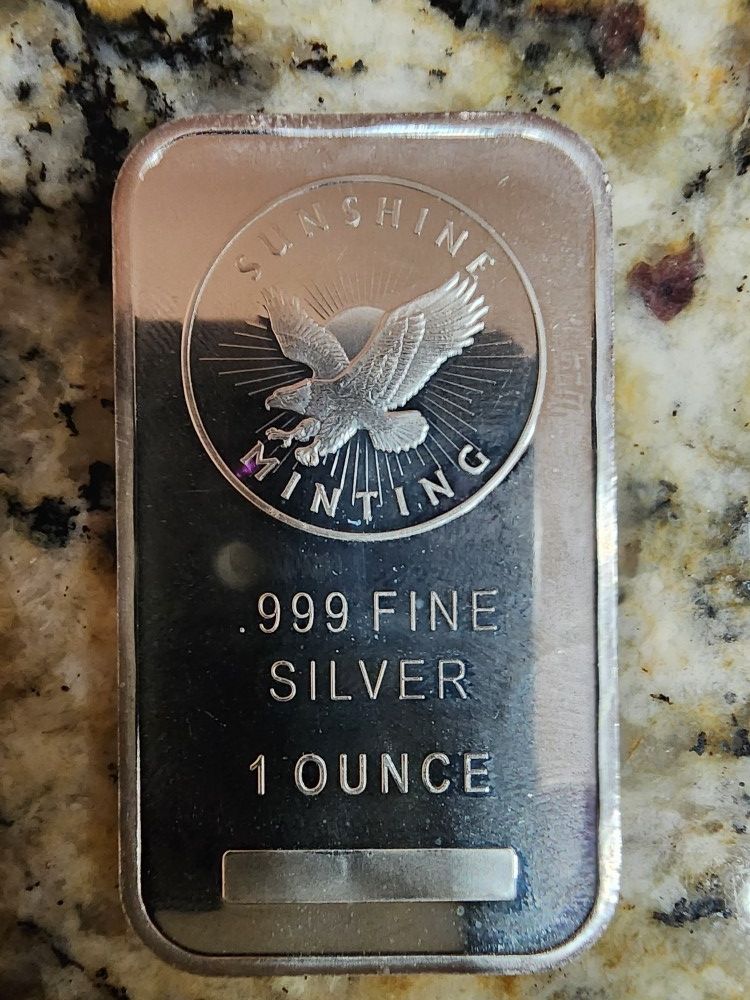 SUNSHINE
MINTING
.999 FINE
SILVER
1 OUNCE